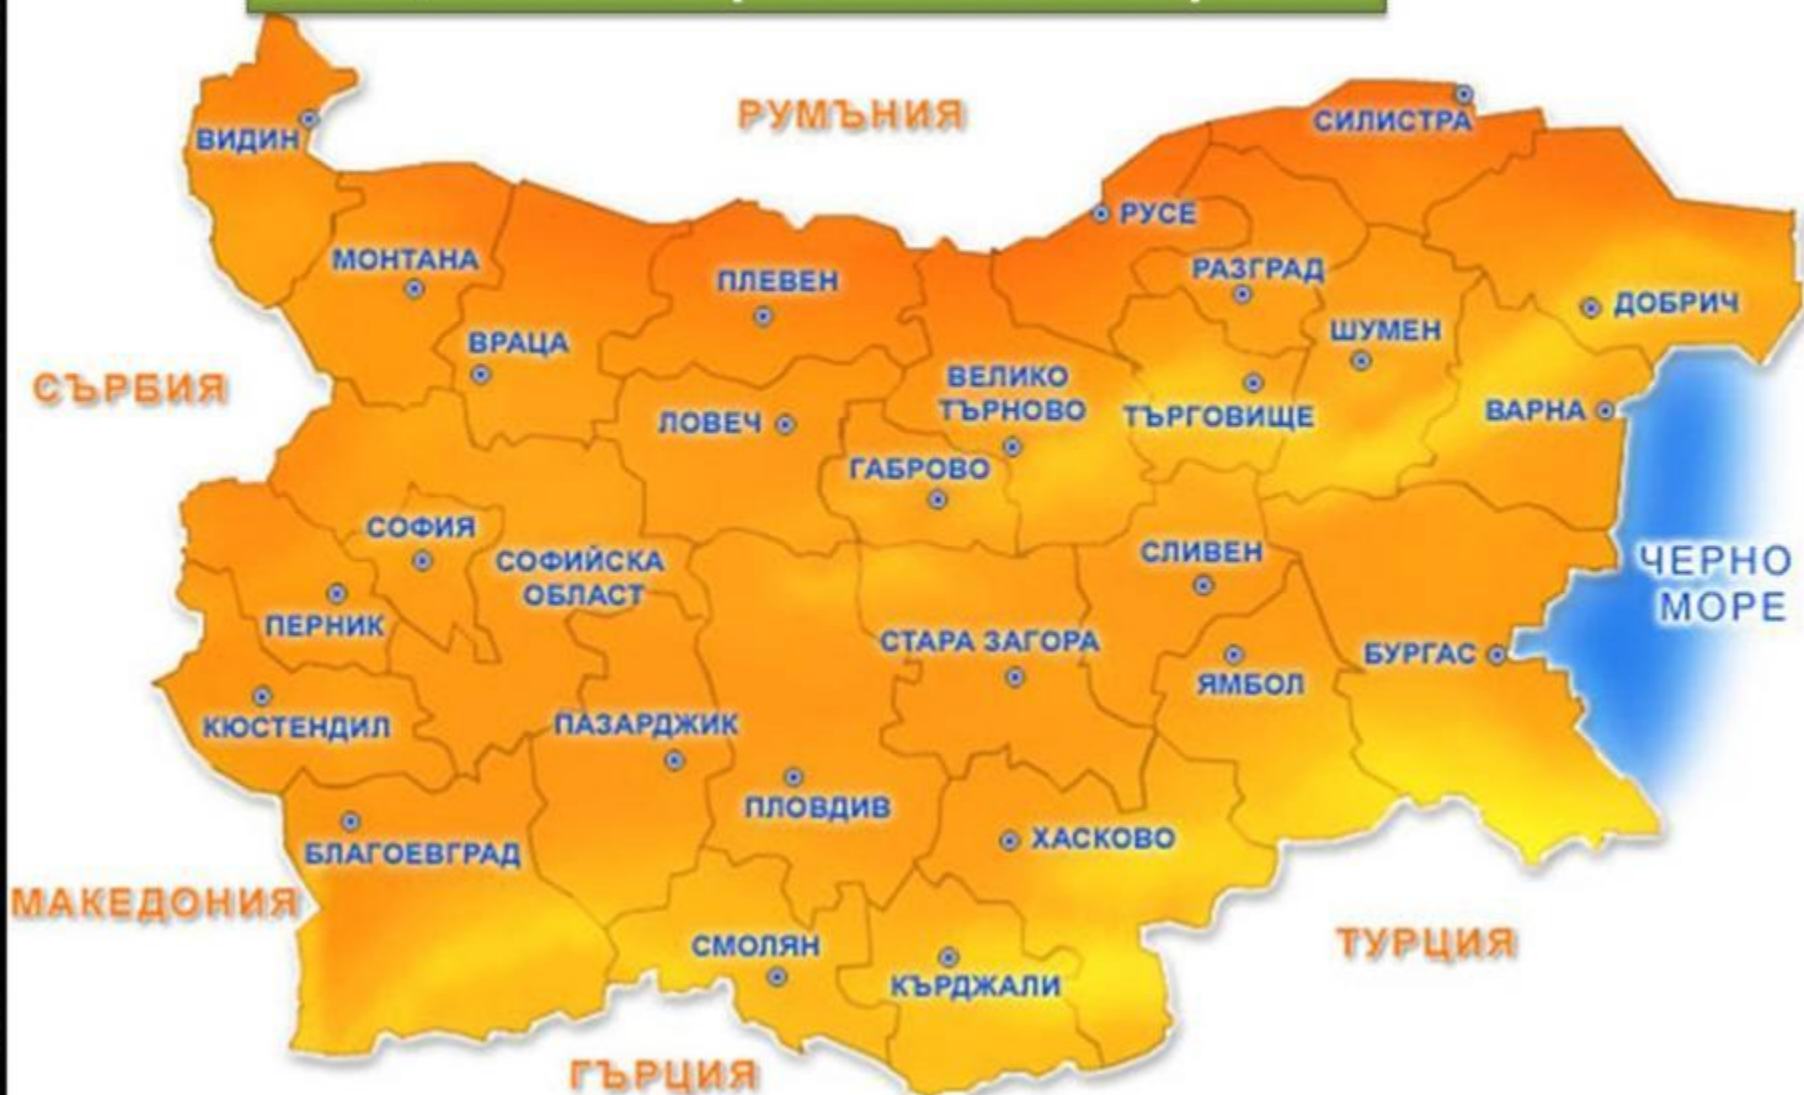 РУМЪНИЯ
СИЛИСТРА
ВИДИН
РУСЕ
МОНТАНА
ПЛЕВЕН
РАЗГРАД
ДОБРИЧ
ВРАЦА
ШУМЕН
СЪРБИЯ
ВЕЛИКО
ТЪРНОВО
ЛОВЕЧ
ТЪРГОВИЩЕ
ВАРНА
ГАБРОВО
СОФИЯ
СОФИЙСКА
ОБЛАСТ
СЛИВЕН
ЧЕРНО
МОРЕ
ПЕРНИК
СТАРА ЗАГОРА
БУРГАС
ЯМБОЛ
КЮСТЕНДИЛ
ПАЗАРДЖИК
ПЛОВДИВ
ХАСКОВО
БЛАГОЕВГРАД
МАКЕДОНИЯ
СМОЛЯН
ТУРЦИЯ
КЪРДЖАЛИ
ГЪРЦИЯ